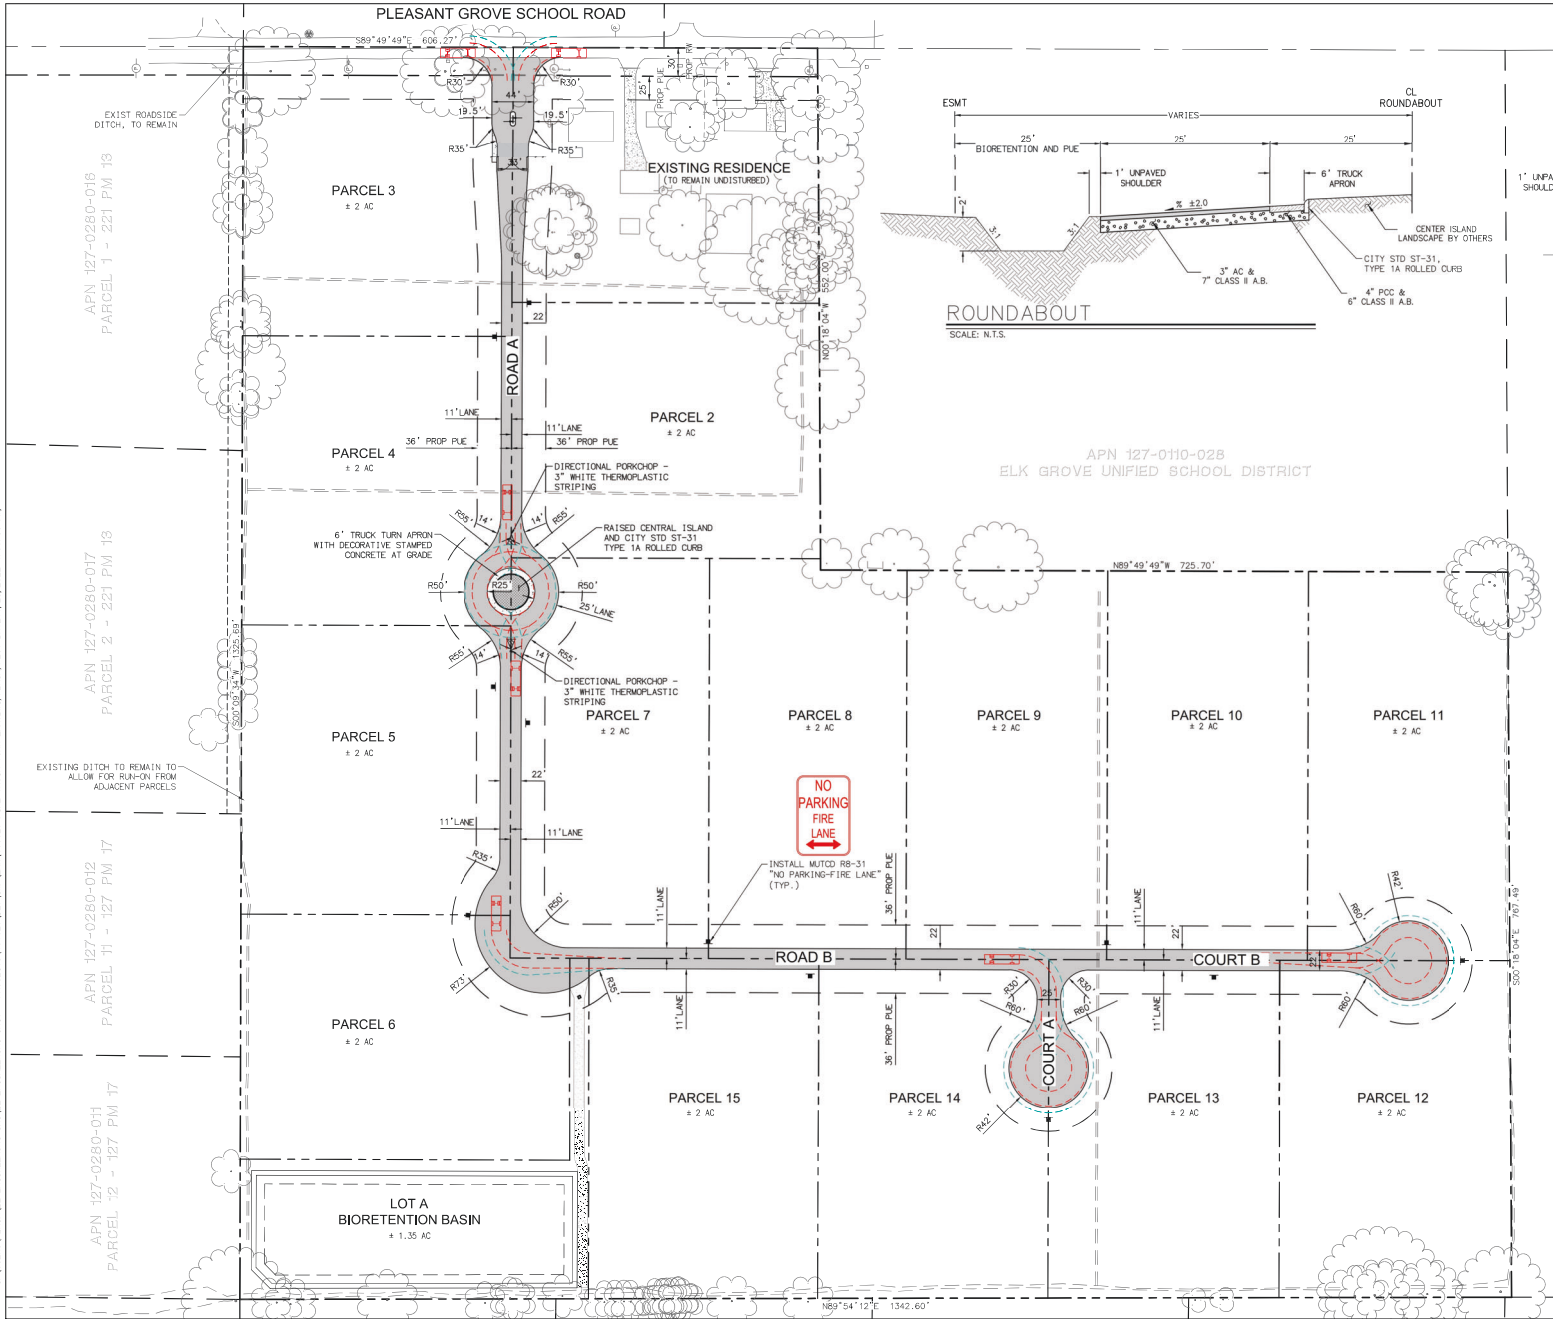 PLEASANT GROVE SCHOOL ROAD
S89°49'49"E 606.27'
R30'
R30'
44'
19.5'
19.5'
R35'
R35'
33'
30'
PROP RW
25'
PROP PUE
EXIST ROADSIDE
DITCH, TO REMAIN
APN 127-0280-016
PARCEL 1 - 221 PM 13
PARCEL 3
± 2 AC
EXISTING RESIDENCE
(TO REMAIN UNDISTURBED)
N00°18'04"W 552.00'
ESMT
CL
ROUNDABOUT
VARIES
25'
BIORETENTION AND PUE
25'
25'
1' UNPAVED
SHOULDER
6' TRUCK
APRON
2'
3:1
3:1
% ±2.0
CENTER ISLAND
LANDSCAPE BY OTHERS
CITY STD ST-31,
TYPE 1A ROLLED CURB
3" AC &
7" CLASS II A.B.
4" PCC &
6" CLASS II A.B.
ROUNDABOUT
SCALE: N.T.S.
1' UNPA
SHOULD
22'
ROAD A
11'LANE
11'LANE
36' PROP PUE
36' PROP PUE
PARCEL 2
± 2 AC
PARCEL 4
± 2 AC
APN 127-0110-028
ELK GROVE UNIFIED SCHOOL DISTRICT
DIRECTIONAL PORKCHOP -
3" WHITE THERMOPLASTIC
STRIPING
R55'
14'
14'
R55'
6' TRUCK TURN APRON
WITH DECORATIVE STAMPED
CONCRETE AT GRADE
RAISED CENTRAL ISLAND
AND CITY STD ST-31
TYPE 1A ROLLED CURB
R50'
R25'
R50'
25'LANE
R55'
14'
14'
R55'
DIRECTIONAL PORKCHOP -
3" WHITE THERMOPLASTIC
STRIPING
N89°49'49"W 725.70'
APN 127-0280-017
PARCEL 2 - 221 PM 13
S00°09'34"W 1325.69'
PARCEL 5
± 2 AC
PARCEL 7
± 2 AC
PARCEL 8
± 2 AC
PARCEL 9
± 2 AC
PARCEL 10
± 2 AC
PARCEL 11
± 2 AC
EXISTING DITCH TO REMAIN TO
ALLOW FOR RUN-ON FROM
ADJACENT PARCELS
22'
11'LANE
11'LANE
NO
PARKING
FIRE
LANE
INSTALL MUTCD R8-31
"NO PARKING-FIRE LANE"
(TYP.)
APN 127-0280-012
PARCEL 11 - 127 PM 17
R35'
R50'
R73'
R35'
11'LANE
11'LANE
ROAD B
36' PROP PUE
36' PROP PUE
22'
11'LANE
11'LANE
22'
COURT B
22'
R60'
R42'
R60'
S00°18'04"E 767.49'
R30'
R30'
25'
R60'
R60'
COURT A
R42'
PARCEL 6
± 2 AC
PARCEL 15
± 2 AC
PARCEL 14
± 2 AC
PARCEL 13
± 2 AC
PARCEL 12
± 2 AC
APN 127-0280-011
PARCEL 12 - 127 PM 17
LOT A
BIORETENTION BASIN
± 1.35 AC
N89°54'12"E 1342.60'